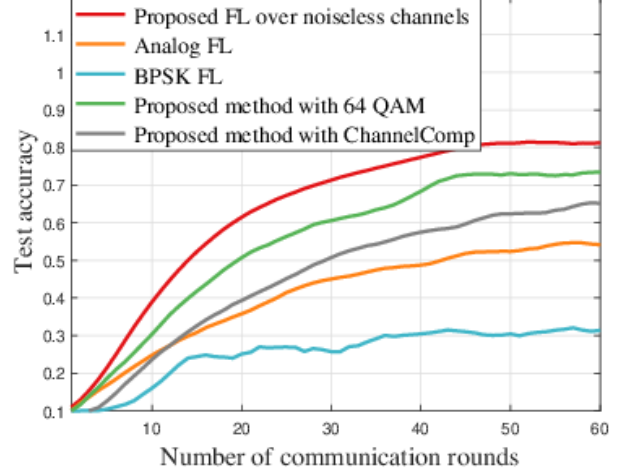 Proposed FL over noiseless channels
Analog FL
BPSK FL
Proposed method with 64 QAM
Proposed method with ChannelComp
1.1
1
0.9
0.8
0.7
0.6
0.5
0.4
0.3
0.2
0.1
Test accuracy
10 20 30 40 50 60
Number of communication rounds